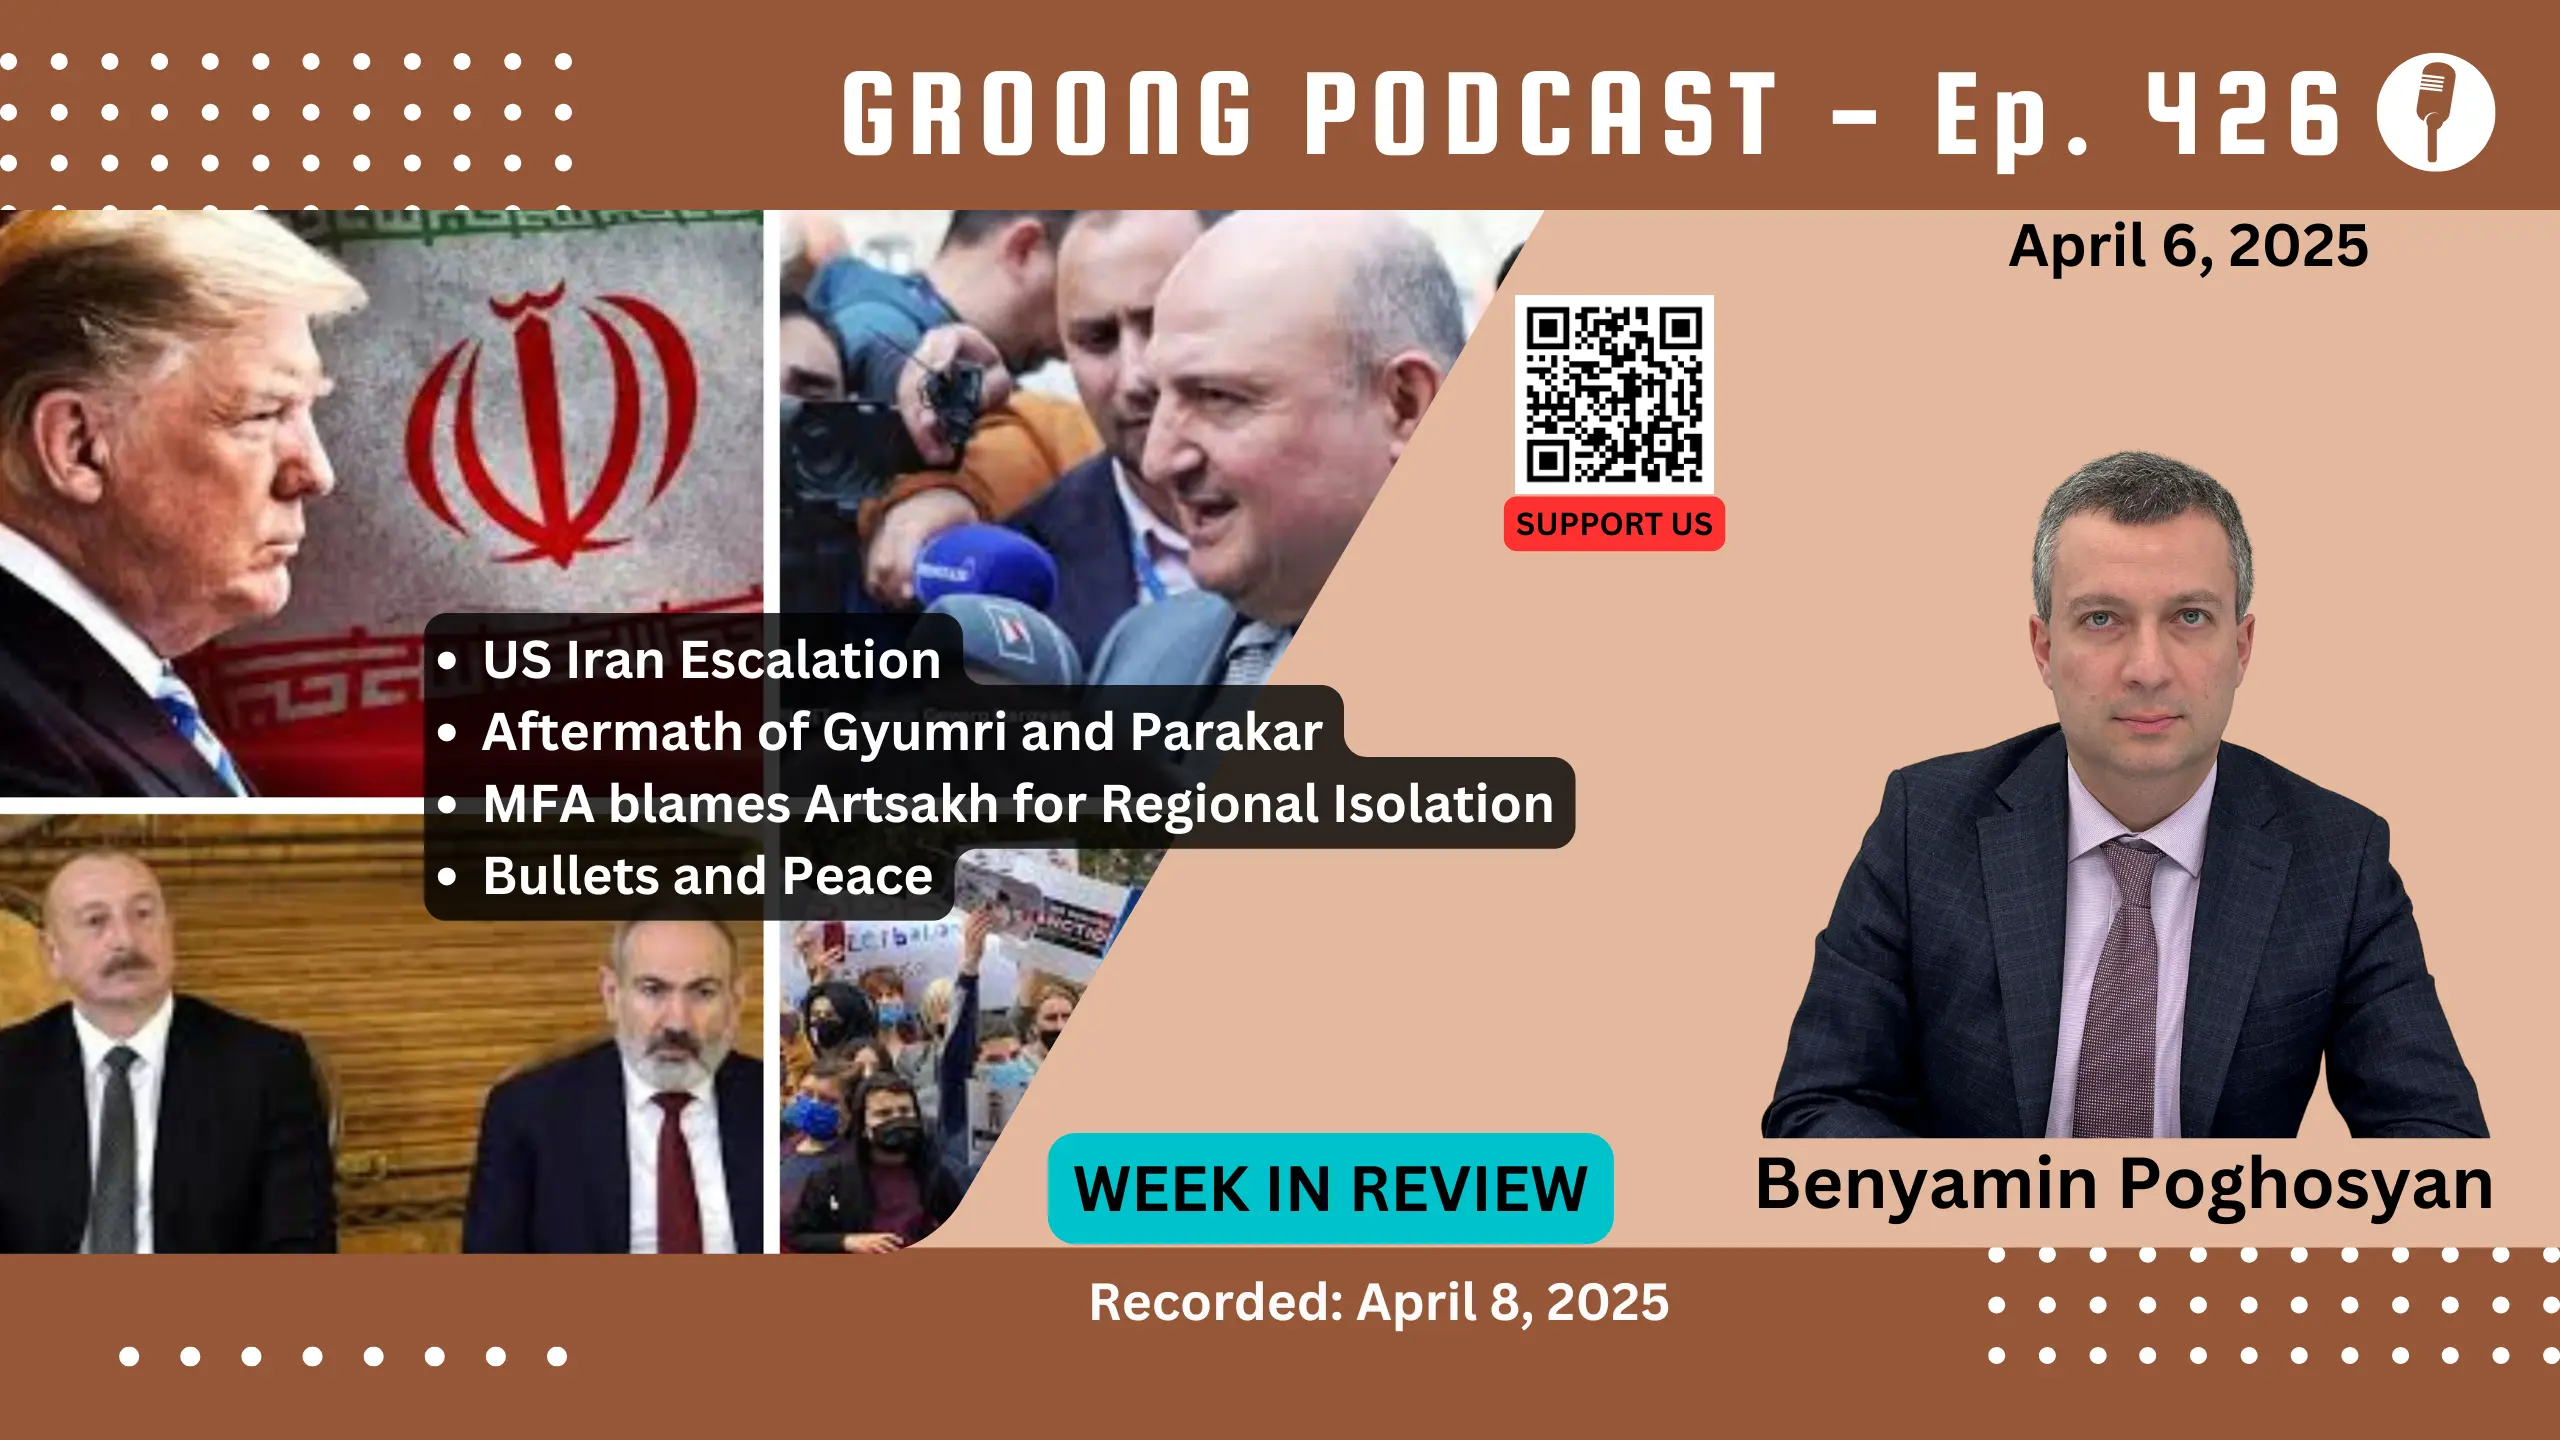 GROONG PODCAST - Ep. 426
April 6, 2025
SUPPORT US
• US Iran Escalation
• Aftermath of Gyumri and Parakar
• MFA blames Artsakh for Regional Isolation
• Bullets and Peace
WEEK IN REVIEW
Benyamin Poghosyan
Recorded: April 8, 2025